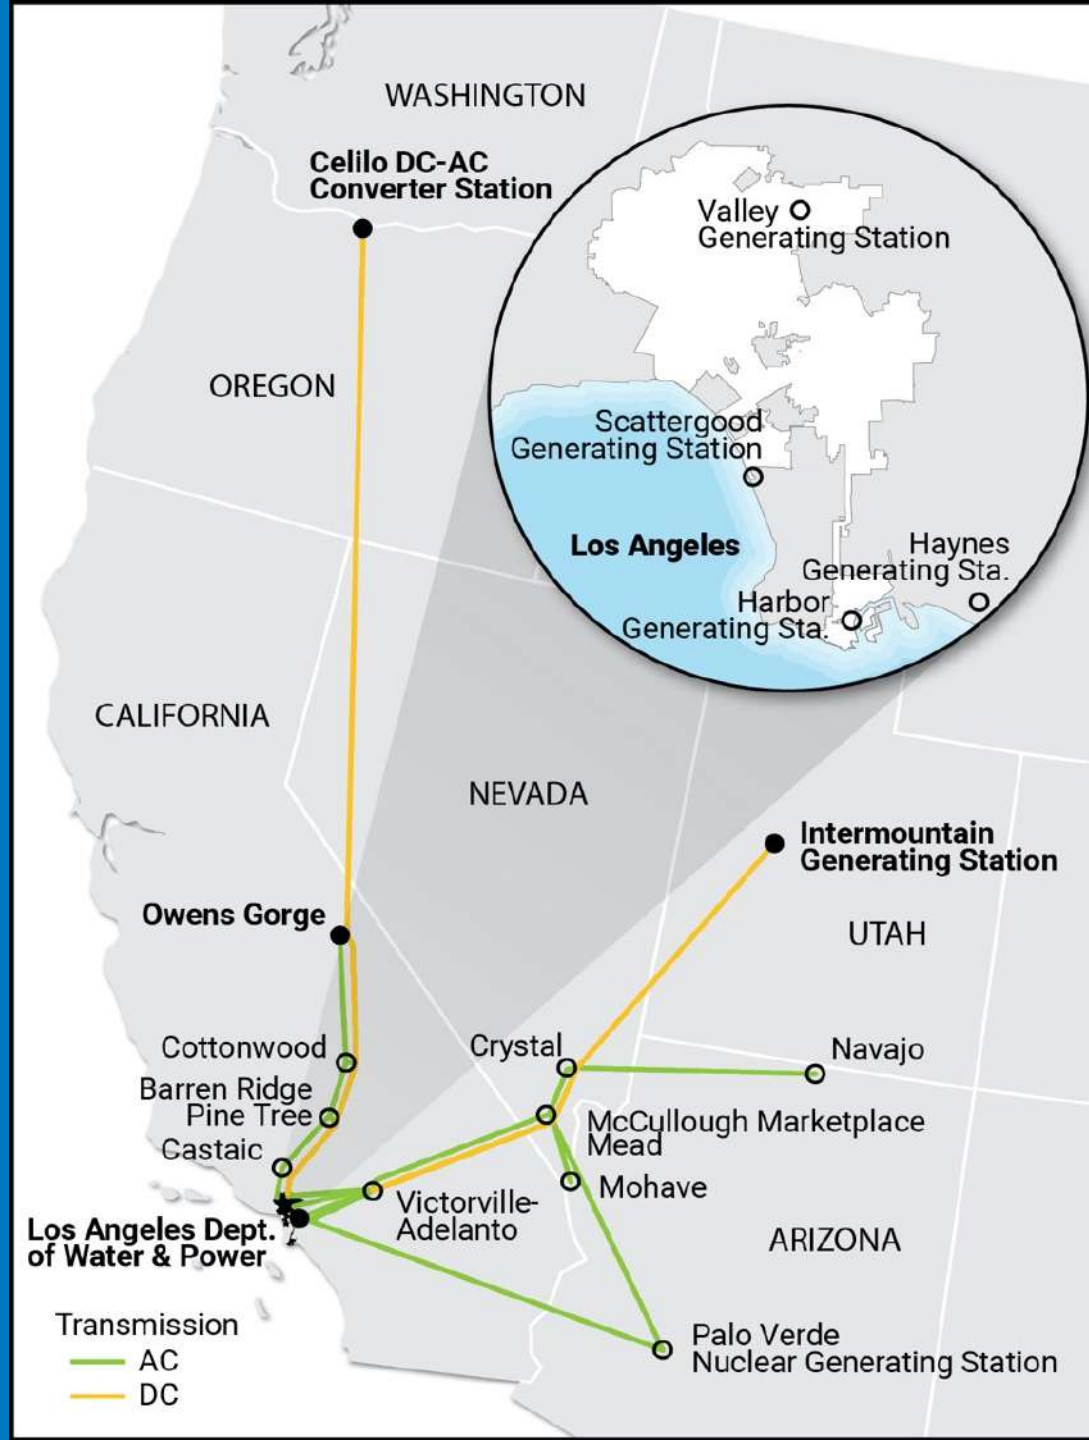 WASHINGTON
Celilo DC-AC
Converter Station
Valley
Generating Station
OREGON
Scattergood
Generating Station
Los Angeles
Haynes
Generating Sta.
Harbor
Generating Sta.
CALIFORNIA
NEVADA
Intermountain
Generating Station
Owens Gorge
UTAH
Cottonwood
Crystal
Navajo
Barren Ridge
Pine Tree
McCullough Marketplace
Mead
Castaic
Mohave
Victorville-
Adelanto
Los Angeles Dept.
of Water & Power
ARIZONA
Transmission
AC
DC
Palo Verde
Nuclear Generating Station